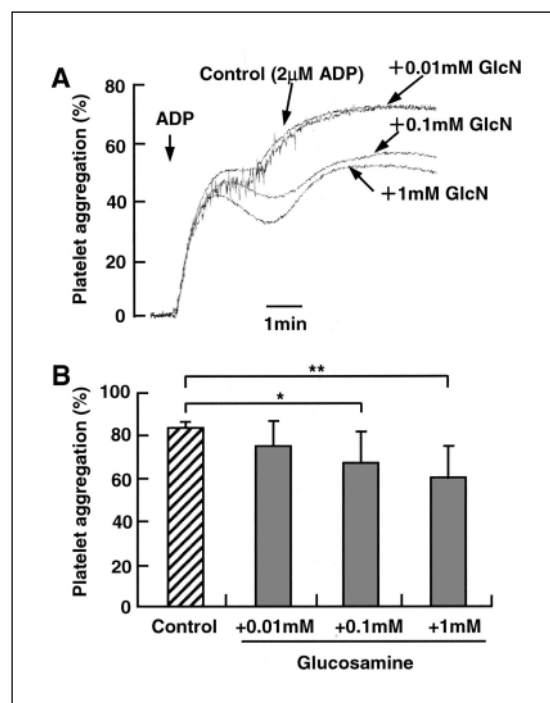 A
Platelet aggregation (%)
80
60
40
20
0
ADP
Control (2µM ADP)
+0.01mM GlcN
+0.1mM GlcN
+1mM GlcN
1min
B
Platelet aggregation (%)
100
80
60
40
20
0
**
*
Control
+0.01mM
+0.1mM
+1mM
Glucosamine